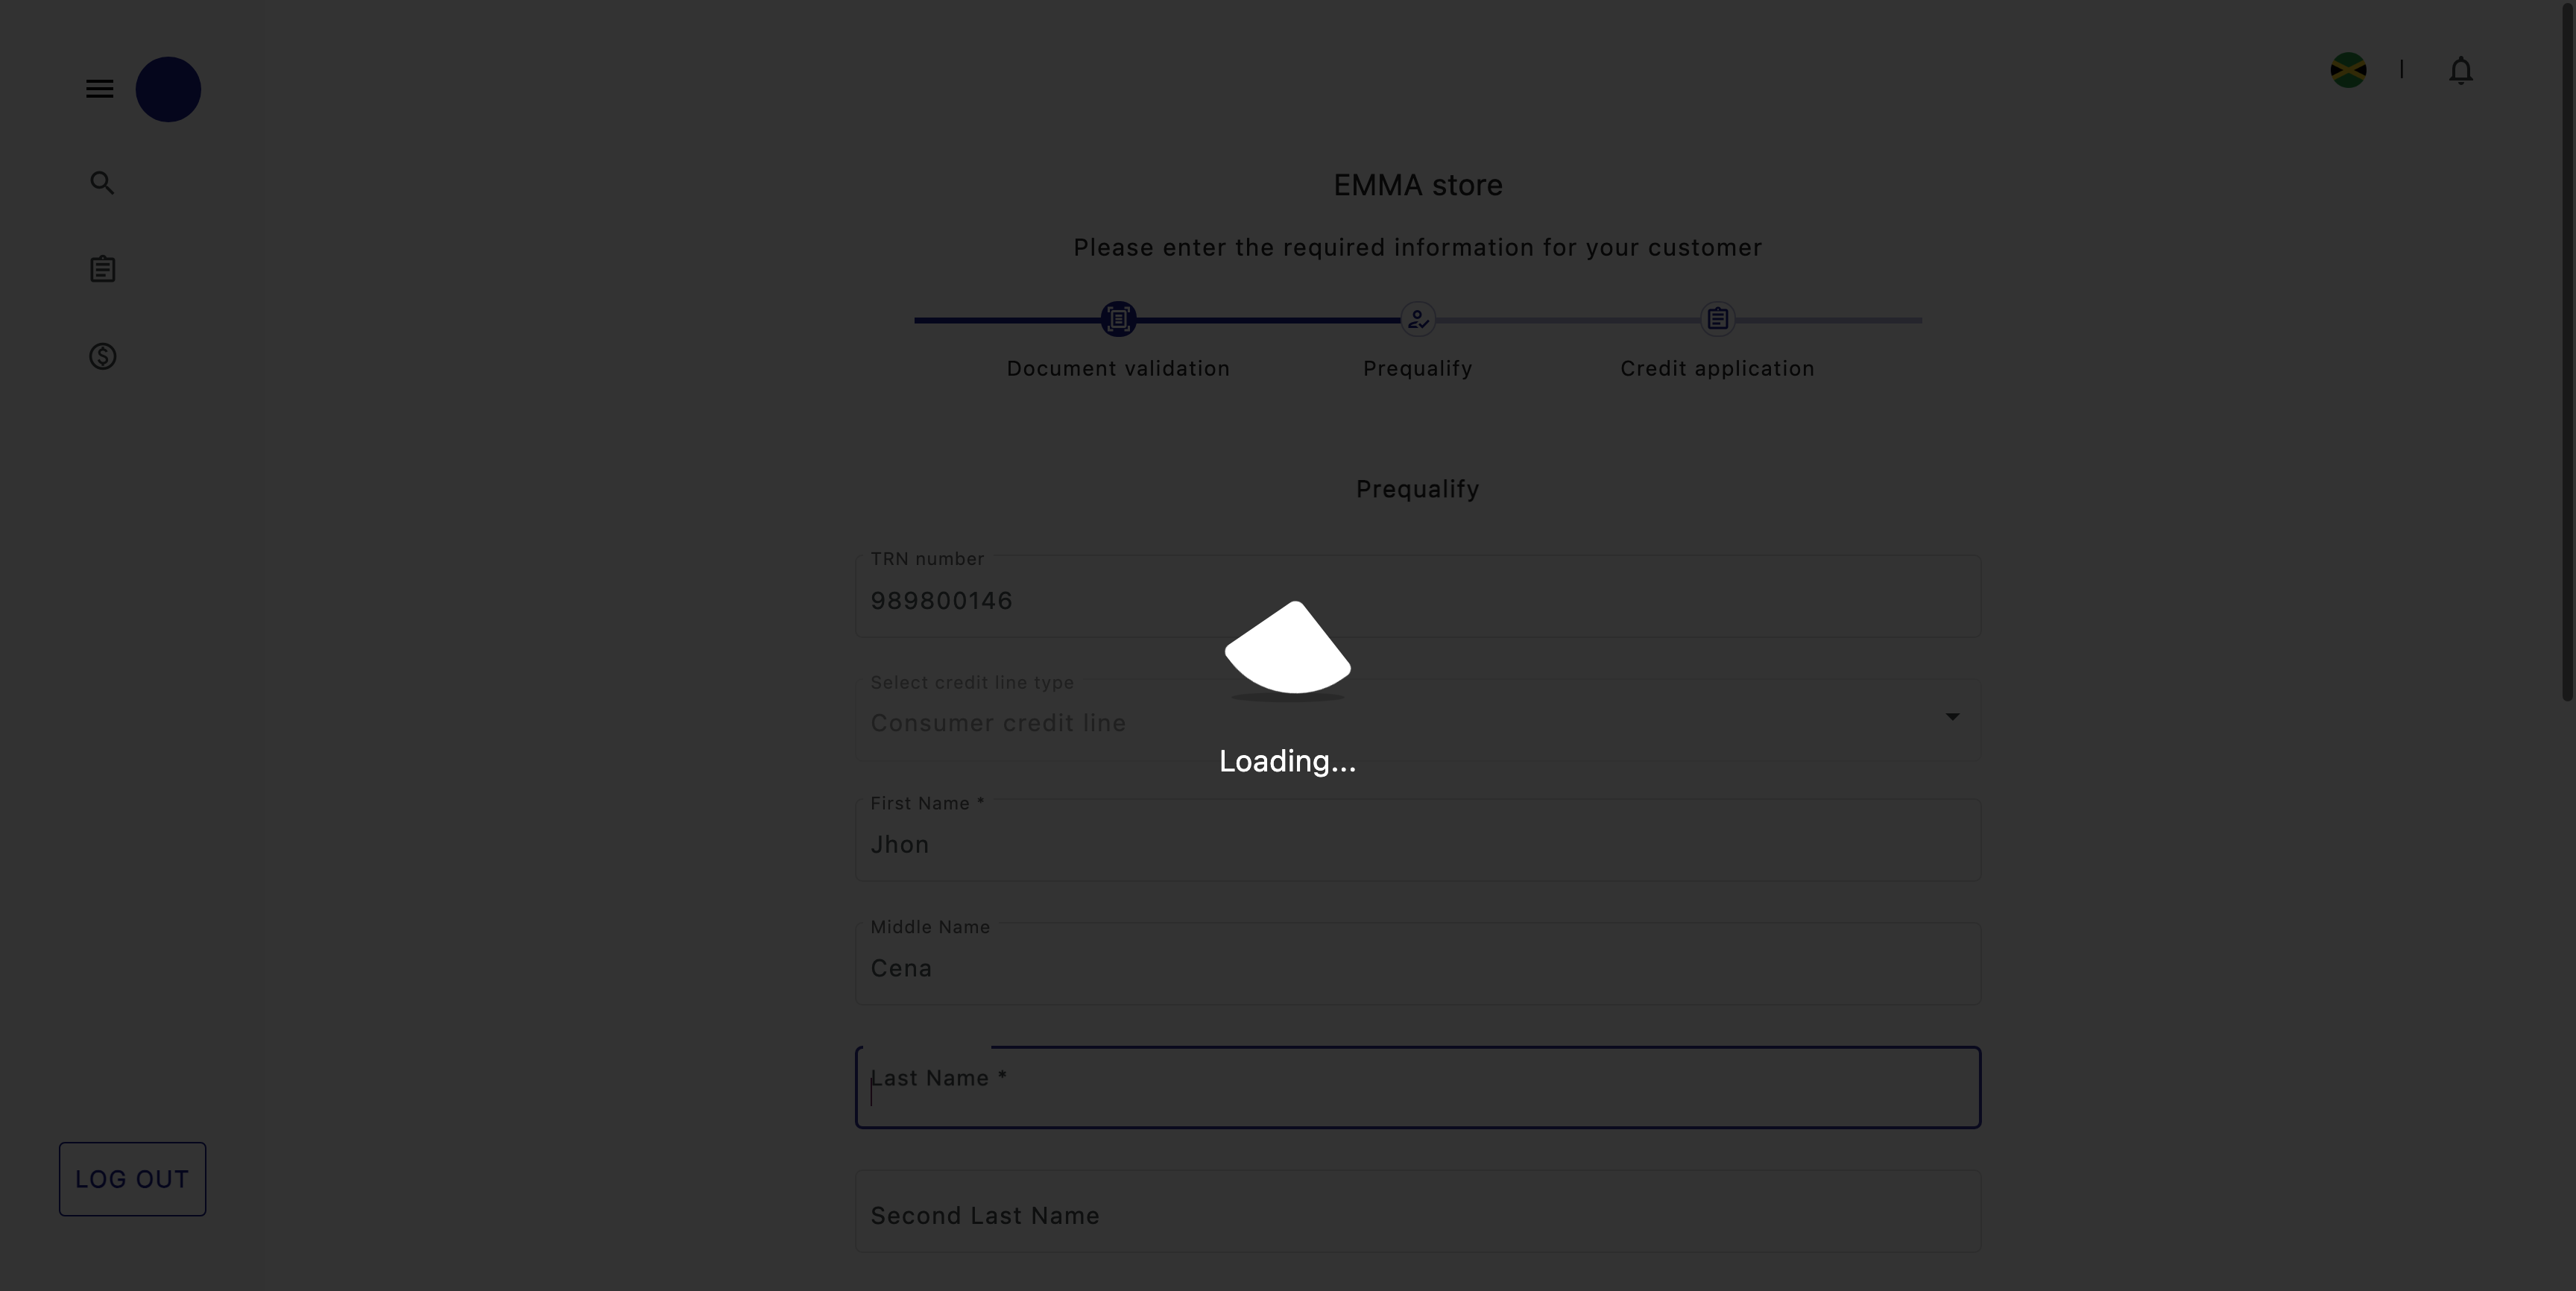 EMMA store
Please enter the required information for your customer
Document validation
Prequalify
Credit application
Prequalify
TRN number
989800146
Select credit line type
Consumer credit line
Loading...
First Name *
Jhon
Middle Name
Cena
Last Name *
Second Last Name
LOG OUT